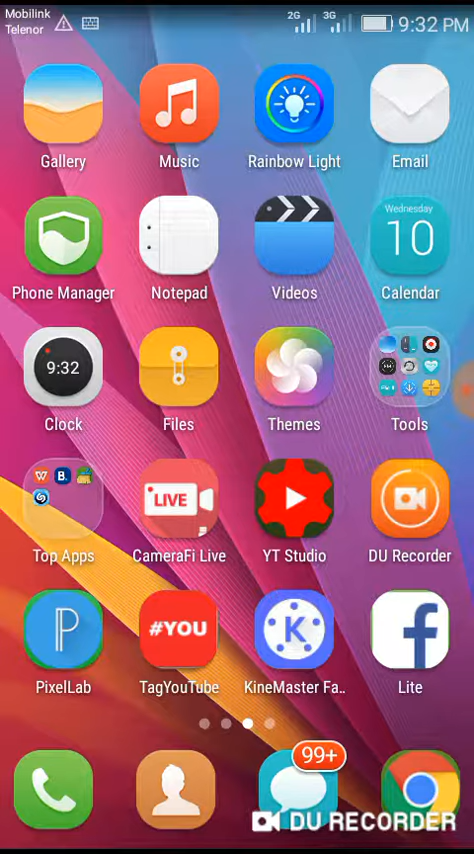 Mobilink
Telenor
2G 3G 9:32 PM
Gallery Music Rainbow Light Email
Wednesday
10
Phone Manager Notepad Videos Calendar
9:32
Clock Files Themes Tools
W B.
LIVE
Top Apps CameraFi Live YT Studio DU Recorder
P #YOU K f
PixelLab TagYouTube KineMaster Fa.. Lite
99+
DU RECORDER